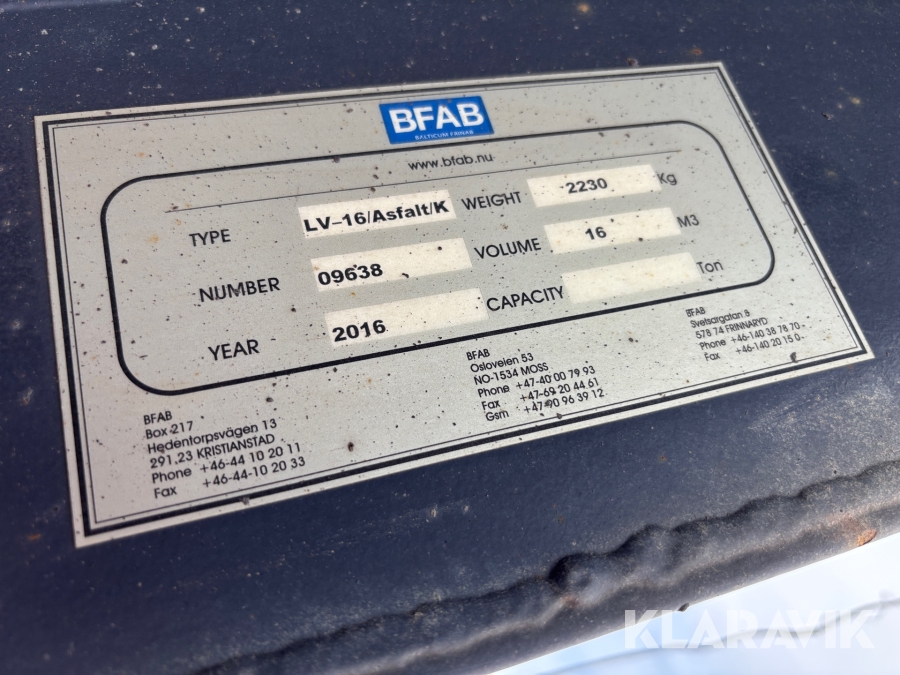 BFAB
BALTICUM FRINAB
www.bfab.nu
TYPE LV-16/Asfalt/K WEIGHT 2230 Kg
NUMBER 09638 VOLUME 16 M3
YEAR 2016 CAPACITY Ton
BFAB
Box 217
Hedentorpsvägen 13
291 23 KRISTIANSTAD
Phone +46-44 10 20 11
Fax +46-44-10 20 33
BFAB
Osloveien 53
NO-1534 MOSS
Phone +47-40 00 79 93
Fax +47-69 20 44 61
Gsm +47-90 96 39 12
BFAB
Svetsargatan 8
578 74 FRINNARYD
Phone +46-140 38 78 70
Fax +46-140 20 15 0
KLARAVIK